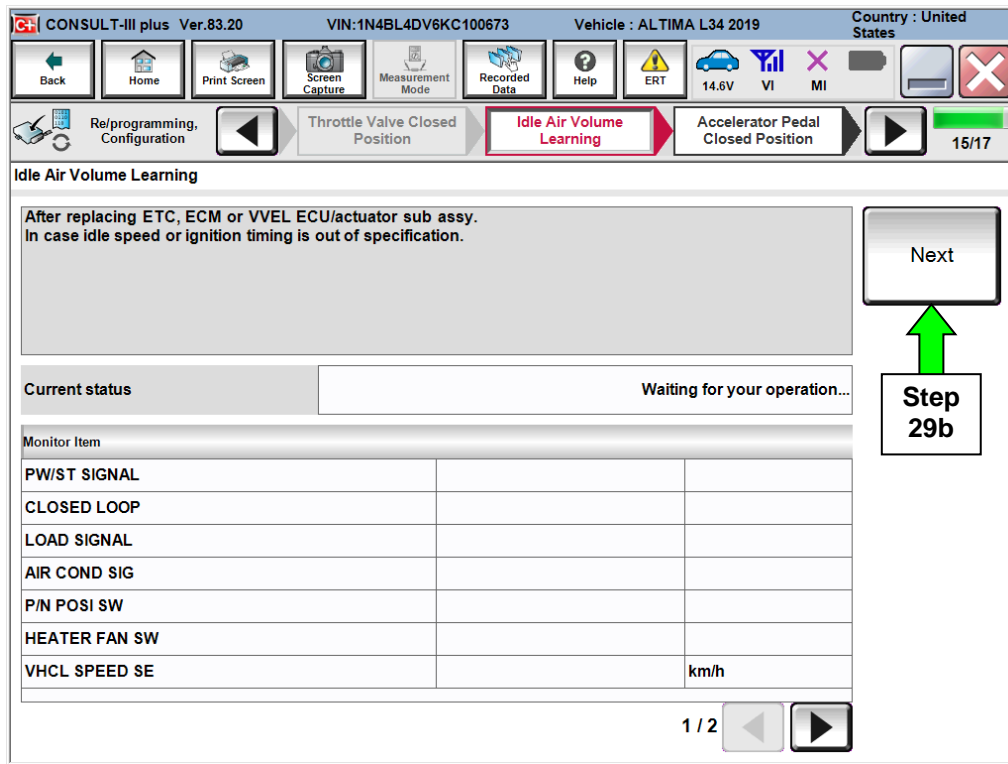 C+ CONSULT-III plus Ver.83.20 VIN:1N4BL4DV6KC100673 Vehicle : ALTIMA L34 2019 Country : United
States
Back Home Print Screen Screen Capture Measurement Mode Recorded Data Help ERT 14.6V VI MI
Re/programming, Configuration
Throttle Valve Closed Position
Idle Air Volume Learning
Accelerator Pedal Closed Position
15/17
Idle Air Volume Learning
After replacing ETC, ECM or VVEL ECU/actuator sub assy.
In case idle speed or ignition timing is out of specification.
Next
Current status Waiting for your operation...
Step
29b
Monitor Item
PW/ST SIGNAL
CLOSED LOOP
LOAD SIGNAL
AIR COND SIG
P/N POSI SW
HEATER FAN SW
VHCL SPEED SE km/h
1 / 2